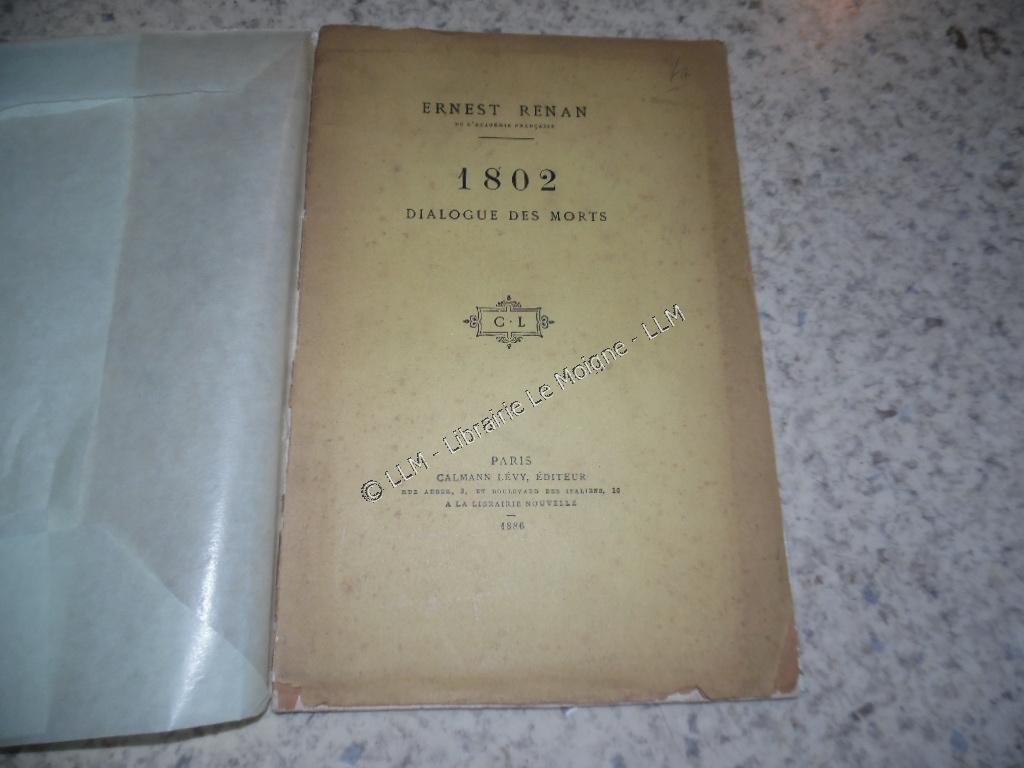 ERNEST RENAN
DE L'ACADÉMIE FRANÇAISE
1802
DIALOGUE DES MORTS
C · L
© LLM - Librairie Le Moigne - LLM
PARIS
CALMANN LÉVY, ÉDITEUR
RUE AUBER, 3, ET BOULEVARD DES ITALIENS, 15
A LA LIBRAIRIE NOUVELLE
1886